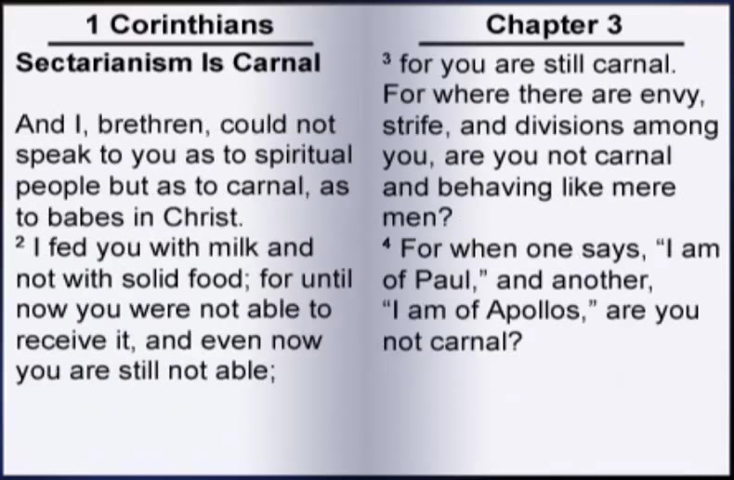 1 Corinthians
Sectarianism Is Carnal
And I, brethren, could not
speak to you as to spiritual
people but as to carnal, as
to babes in Christ.
² I fed you with milk and
not with solid food; for until
now you were not able to
receive it, and even now
you are still not able;
Chapter 3
³ for you are still carnal.
For where there are envy,
strife, and divisions among
you, are you not carnal
and behaving like mere
men?
⁴ For when one says, “I am
of Paul,” and another,
“I am of Apollos,” are you
not carnal?